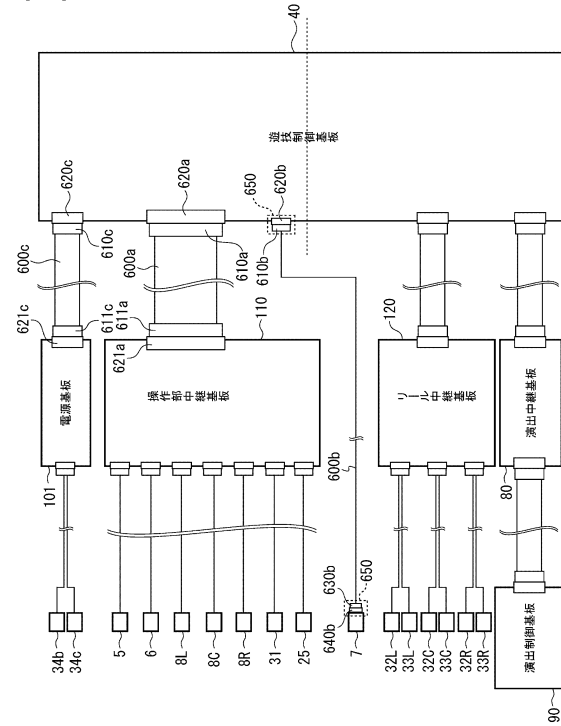 40
遊技制御基板
620c
610c
600c
621c
611c
611a
621a
600a
610a
620a
650
620b
610b
110
120
電源基板
操作部中継基板
リール中継基板
演出中継基板
101
80
600b
630b
650
640b
34b
34c
5
6
8L
8C
8R
31
25
7
32L
33L
32C
33C
32R
33R
演出制御基板
90